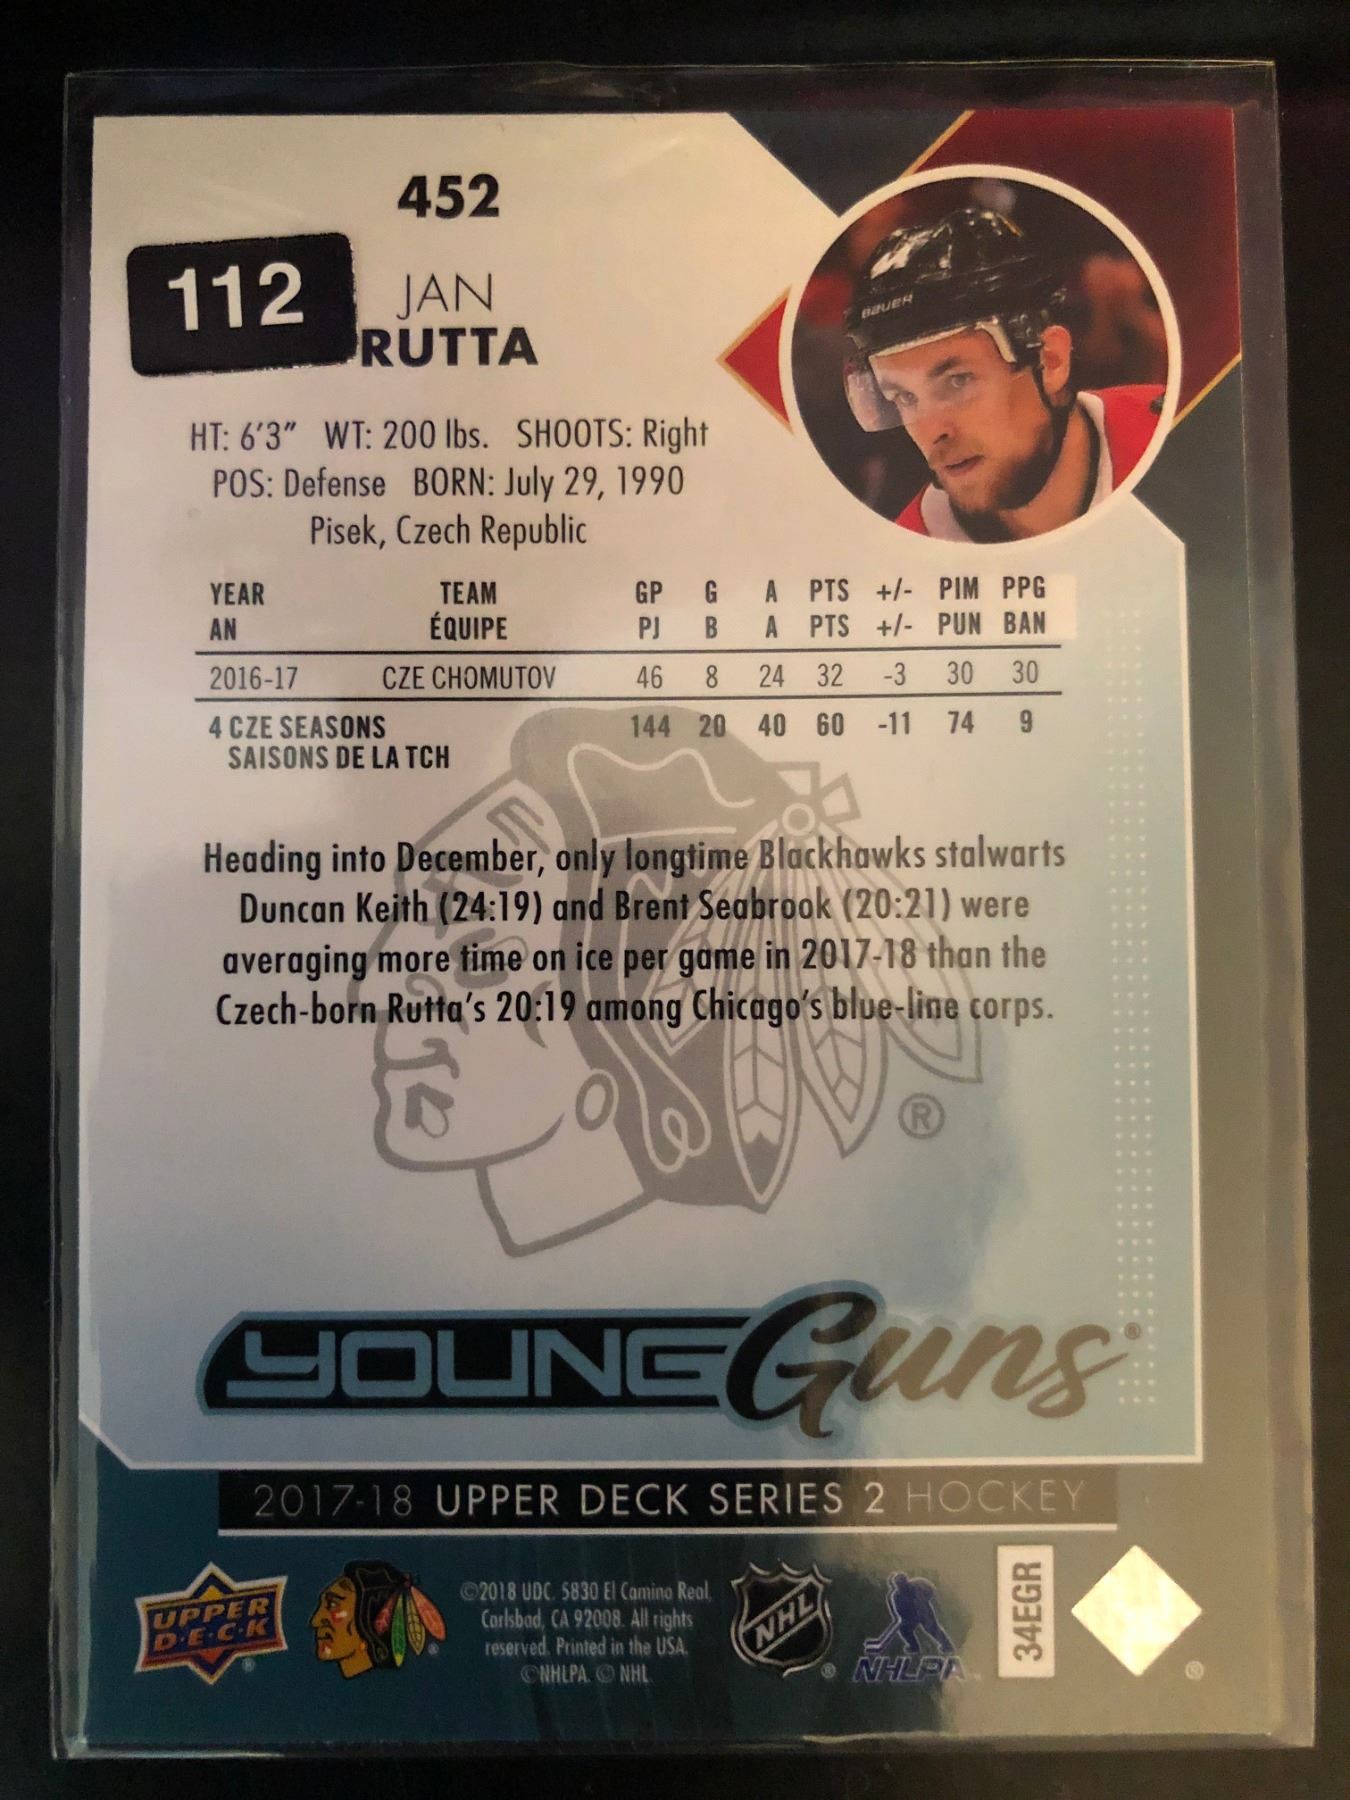 452
112
JAN
RUTTA
BAUER
HT: 6'3" WT: 200 lbs. SHOOTS: Right
POS: Defense BORN: July 29, 1990
Pisek, Czech Republic
YEAR TEAM GP G A PTS +/- PIM PPG
AN ÉQUIPE PJ B A PTS +/- PUN BAN
2016-17 CZE CHOMUTOV 46 8 24 32 -3 30 30
4 CZE SEASONS 144 20 40 60 -11 74 9
SAISONS DE LA TCH
Heading into December, only longtime Blackhawks stalwarts
Duncan Keith (24:19) and Brent Seabrook (20:21) were
averaging more time on ice per game in 2017-18 than the
Czech-born Rutta's 20:19 among Chicago's blue-line corps.
®
YOUNG Guns®
2017-18 UPPER DECK SERIES 2 HOCKEY
UPPER
D·E·C·K
®
©2018 UDC. 5830 El Camino Real,
Carlsbad, CA 92008. All rights
reserved. Printed in the USA.
©NHLPA. © NHL
NHL
®
NHLPA
34EGR
®